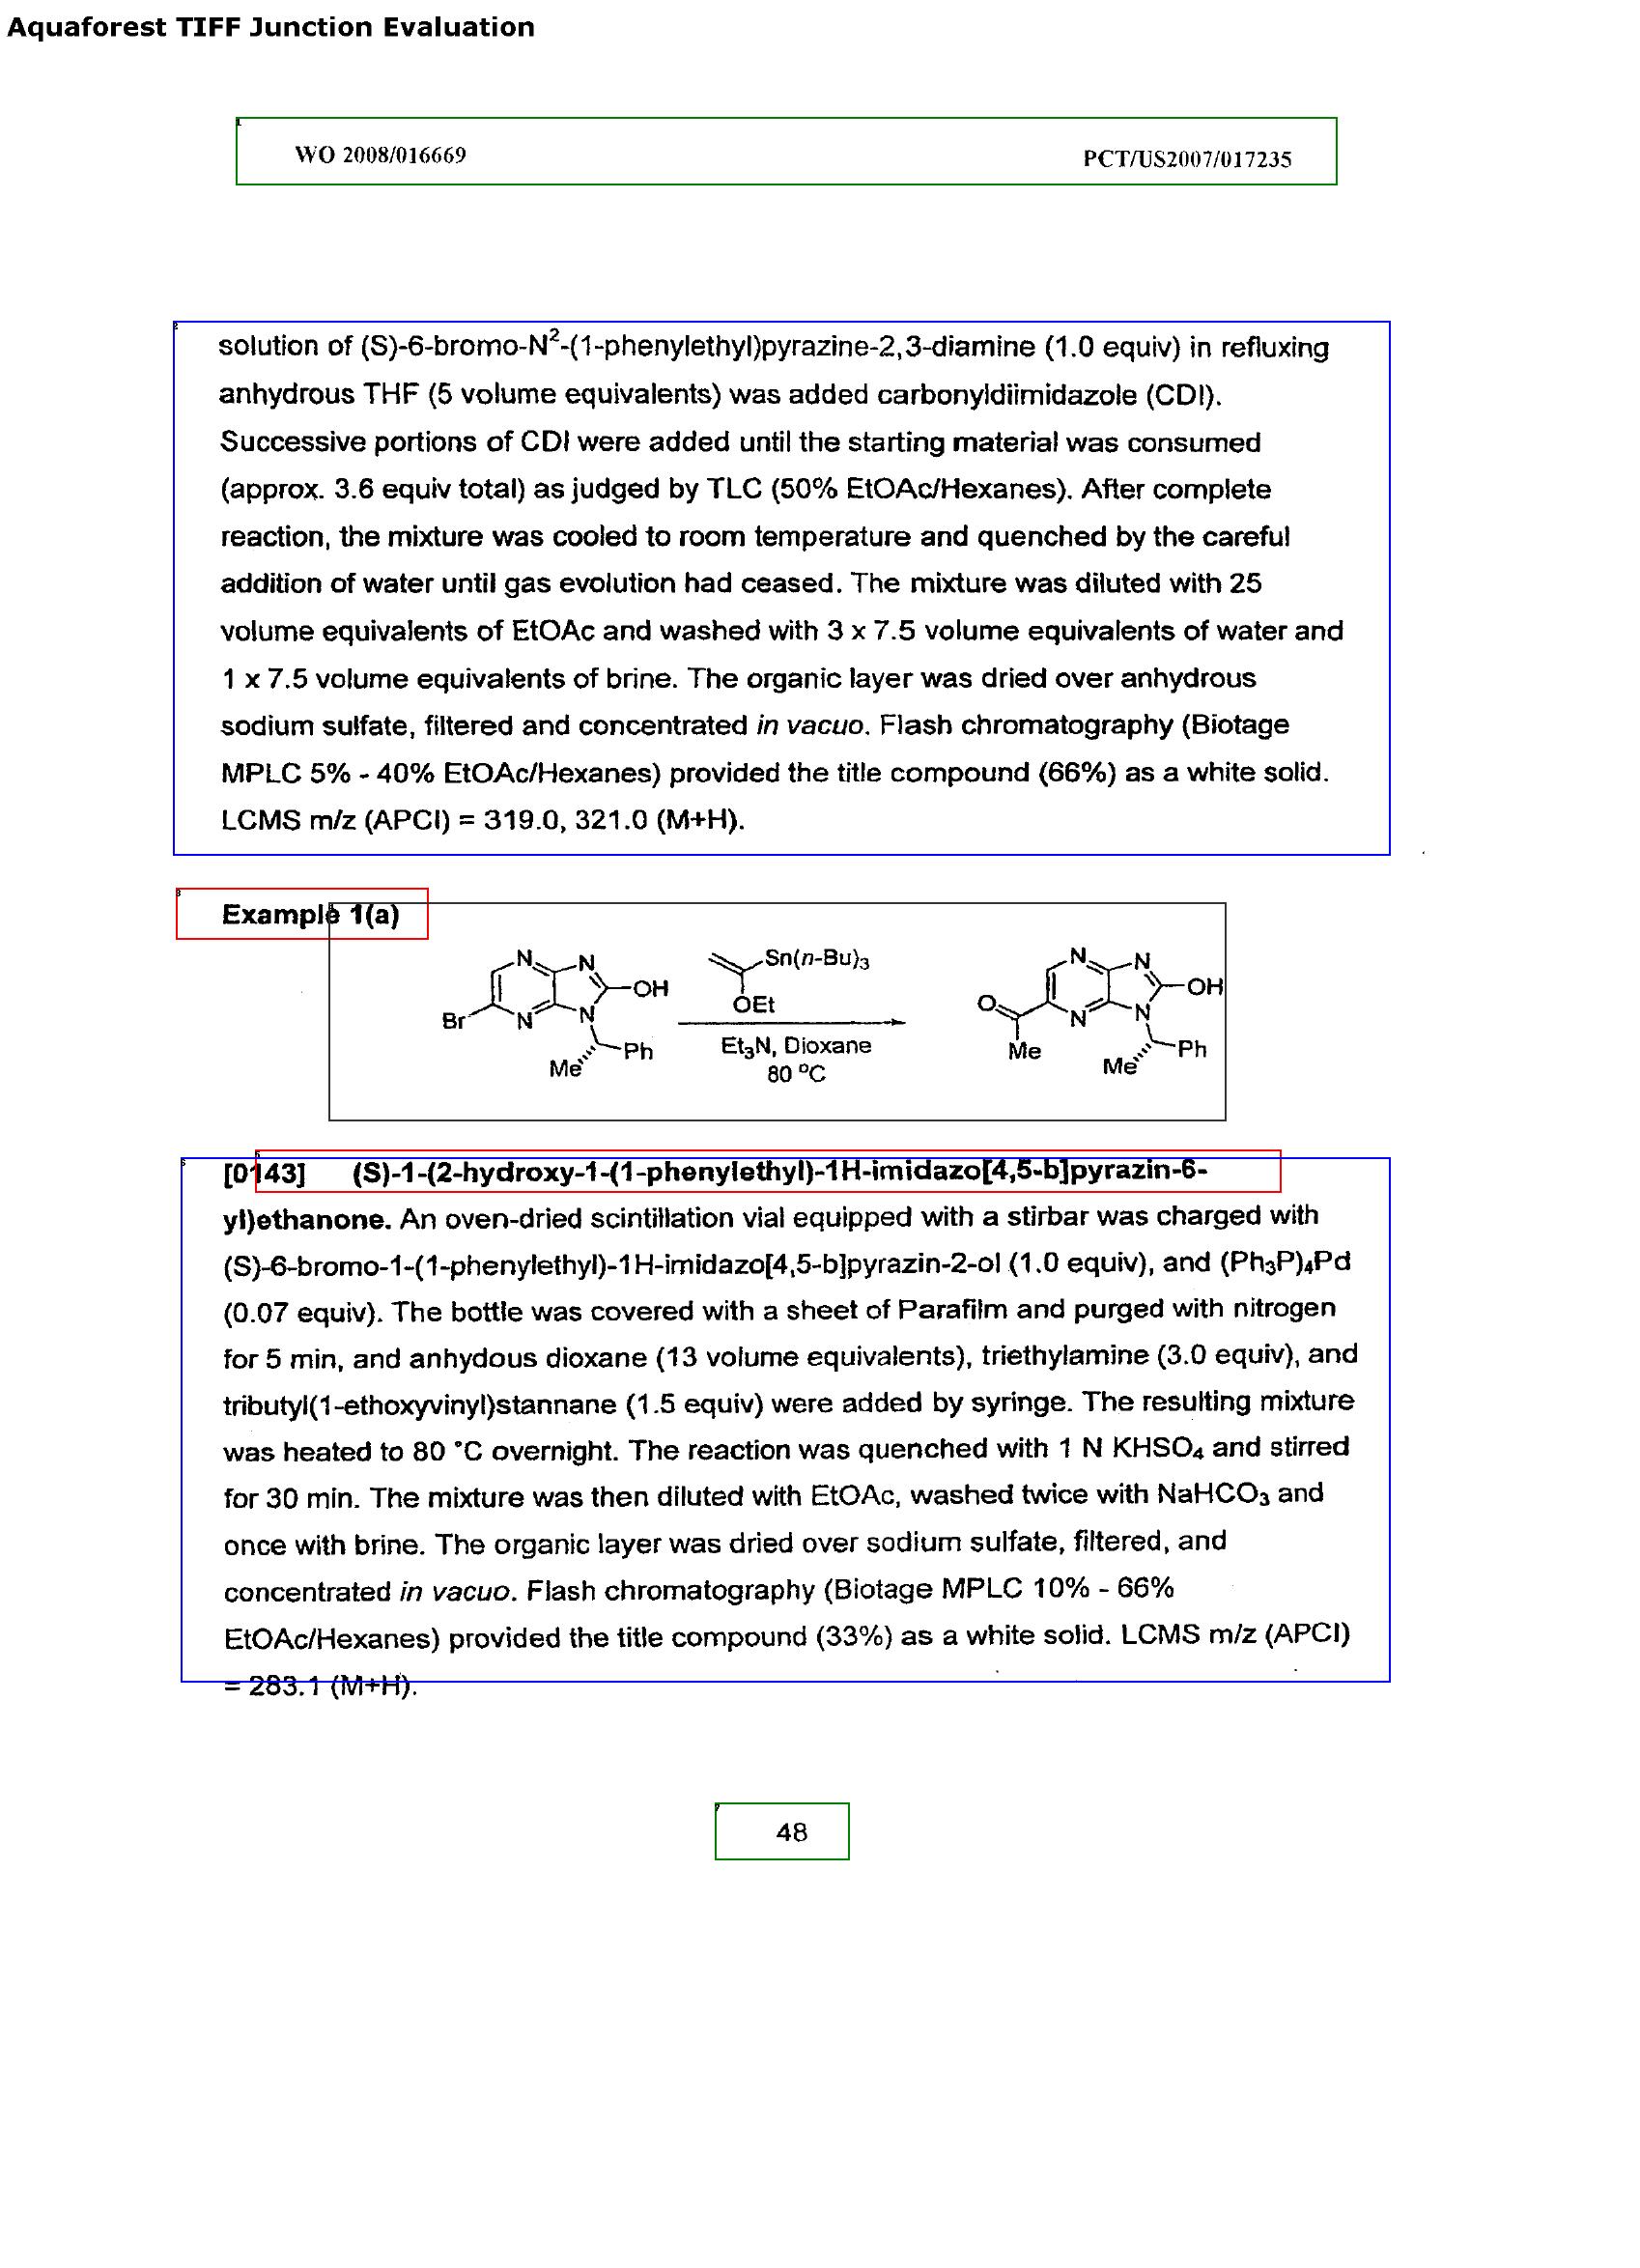 Aquaforest TIFF Junction Evaluation
WO 2008/016669 PCT/US2007/017235
solution of (S)-6-bromo-N²-(1-phenylethyl)pyrazine-2,3-diamine (1.0 equiv) in refluxing
anhydrous THF (5 volume equivalents) was added carbonyldiimidazole (CDI).
Successive portions of CDI were added until the starting material was consumed
(approx. 3.6 equiv total) as judged by TLC (50% EtOAc/Hexanes). After complete
reaction, the mixture was cooled to room temperature and quenched by the careful
addition of water until gas evolution had ceased. The mixture was diluted with 25
volume equivalents of EtOAc and washed with 3 x 7.5 volume equivalents of water and
1 x 7.5 volume equivalents of brine. The organic layer was dried over anhydrous
sodium sulfate, filtered and concentrated in vacuo. Flash chromatography (Biotage
MPLC 5% - 40% EtOAc/Hexanes) provided the title compound (66%) as a white solid.
LCMS m/z (APCI) = 319.0, 321.0 (M+H).
Example 1(a)
Br N N N N OH Me Ph
Sn(n-Bu)₃
OEt
Et₃N, Dioxane
80 ºC
O Me N N N N OH Me Ph
[0143] (S)-1-(2-hydroxy-1-(1-phenylethyl)-1H-imidazo[4,5-b]pyrazin-6-
yl)ethanone. An oven-dried scintillation vial equipped with a stirbar was charged with
(S)-6-bromo-1-(1-phenylethyl)-1H-imidazo[4,5-b]pyrazin-2-ol (1.0 equiv), and (Ph₃P)₄Pd
(0.07 equiv). The bottle was covered with a sheet of Parafilm and purged with nitrogen
for 5 min, and anhydous dioxane (13 volume equivalents), triethylamine (3.0 equiv), and
tributyl(1-ethoxyvinyl)stannane (1.5 equiv) were added by syringe. The resulting mixture
was heated to 80 °C overnight. The reaction was quenched with 1 N KHSO₄ and stirred
for 30 min. The mixture was then diluted with EtOAc, washed twice with NaHCO₃ and
once with brine. The organic layer was dried over sodium sulfate, filtered, and
concentrated in vacuo. Flash chromatography (Biotage MPLC 10% - 66%
EtOAc/Hexanes) provided the title compound (33%) as a white solid. LCMS m/z (APCI)
= 283.1 (M+H).
48